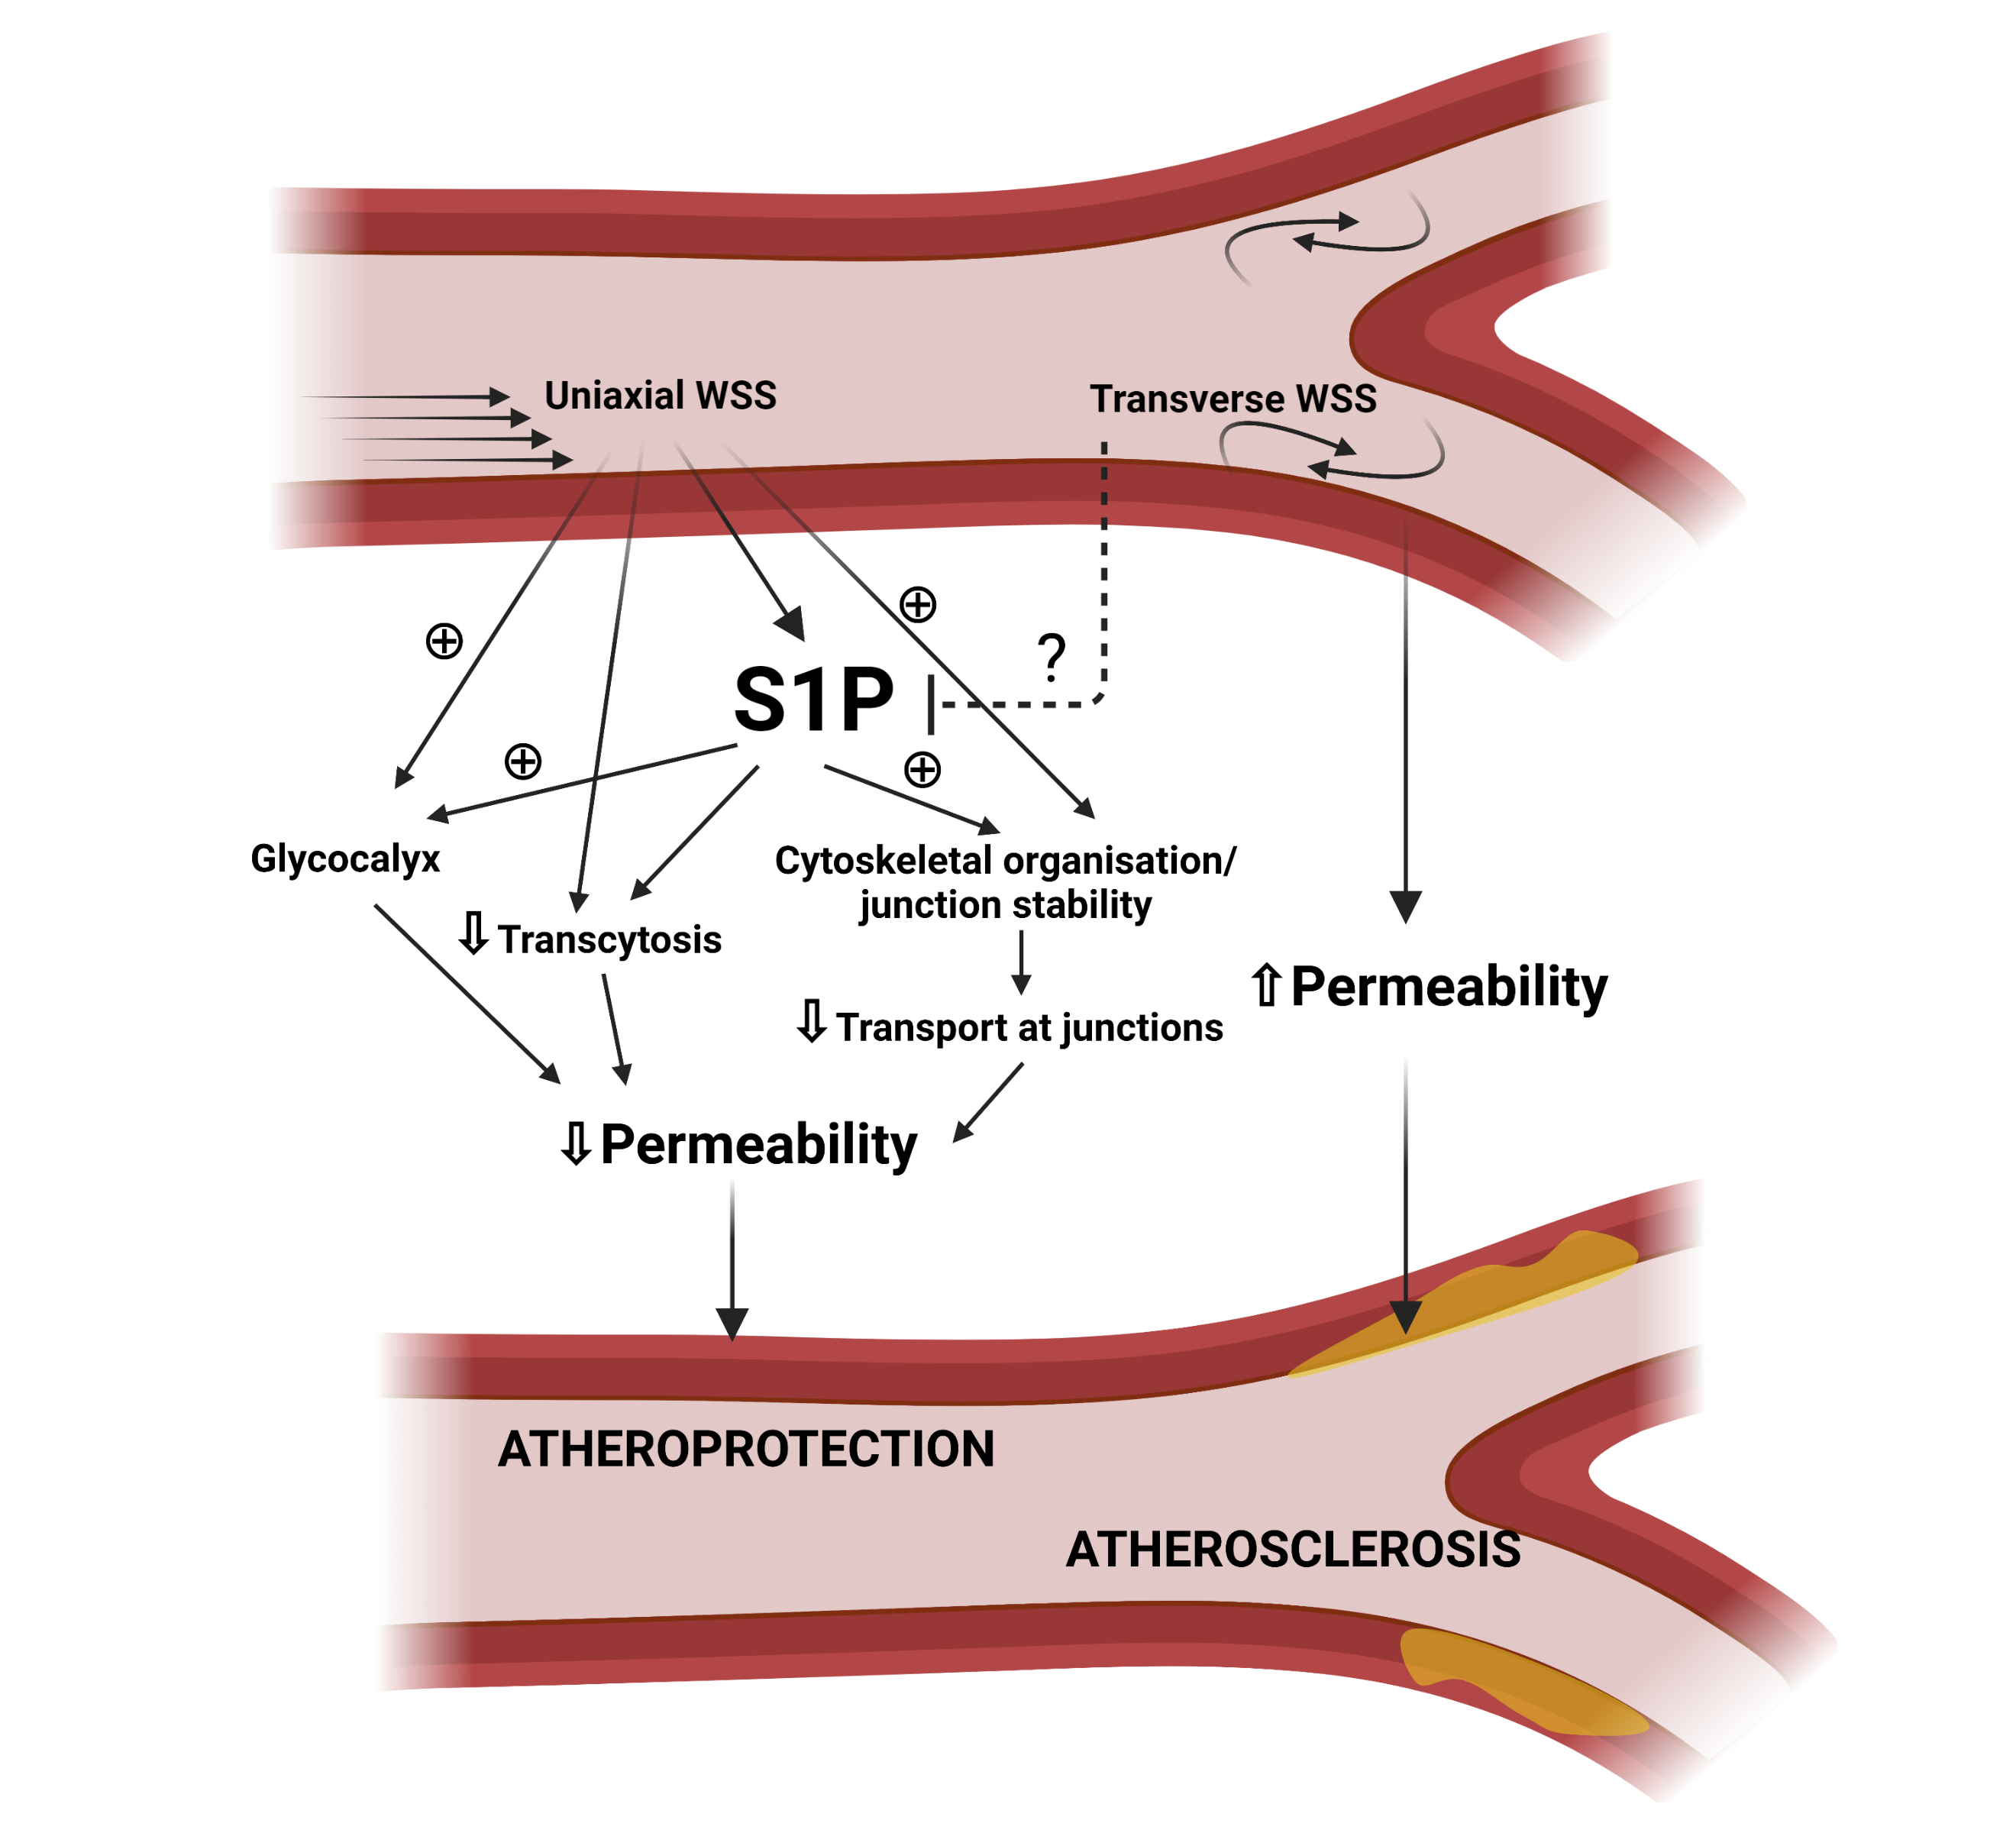 Uniaxial WSS
Transverse WSS
⊕
⊕
?
S1P
⊕
⊕
Glycocalyx
Cytoskeletal organisation/
junction stability
⇩ Transcytosis
⇧ Permeability
⇩ Transport at junctions
⇩ Permeability
ATHEROPROTECTION
ATHEROSCLEROSIS